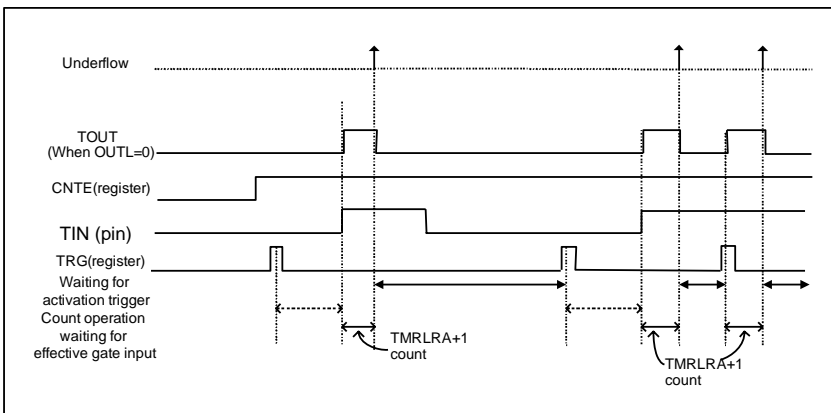 Underflow
TOUT
(When OUTL=0)
CNTE(register)
TIN (pin)
TRG(register)
Waiting for
activation trigger
Count operation
waiting for
effective gate input
TMRLRA+1
count
TMRLRA+1
count